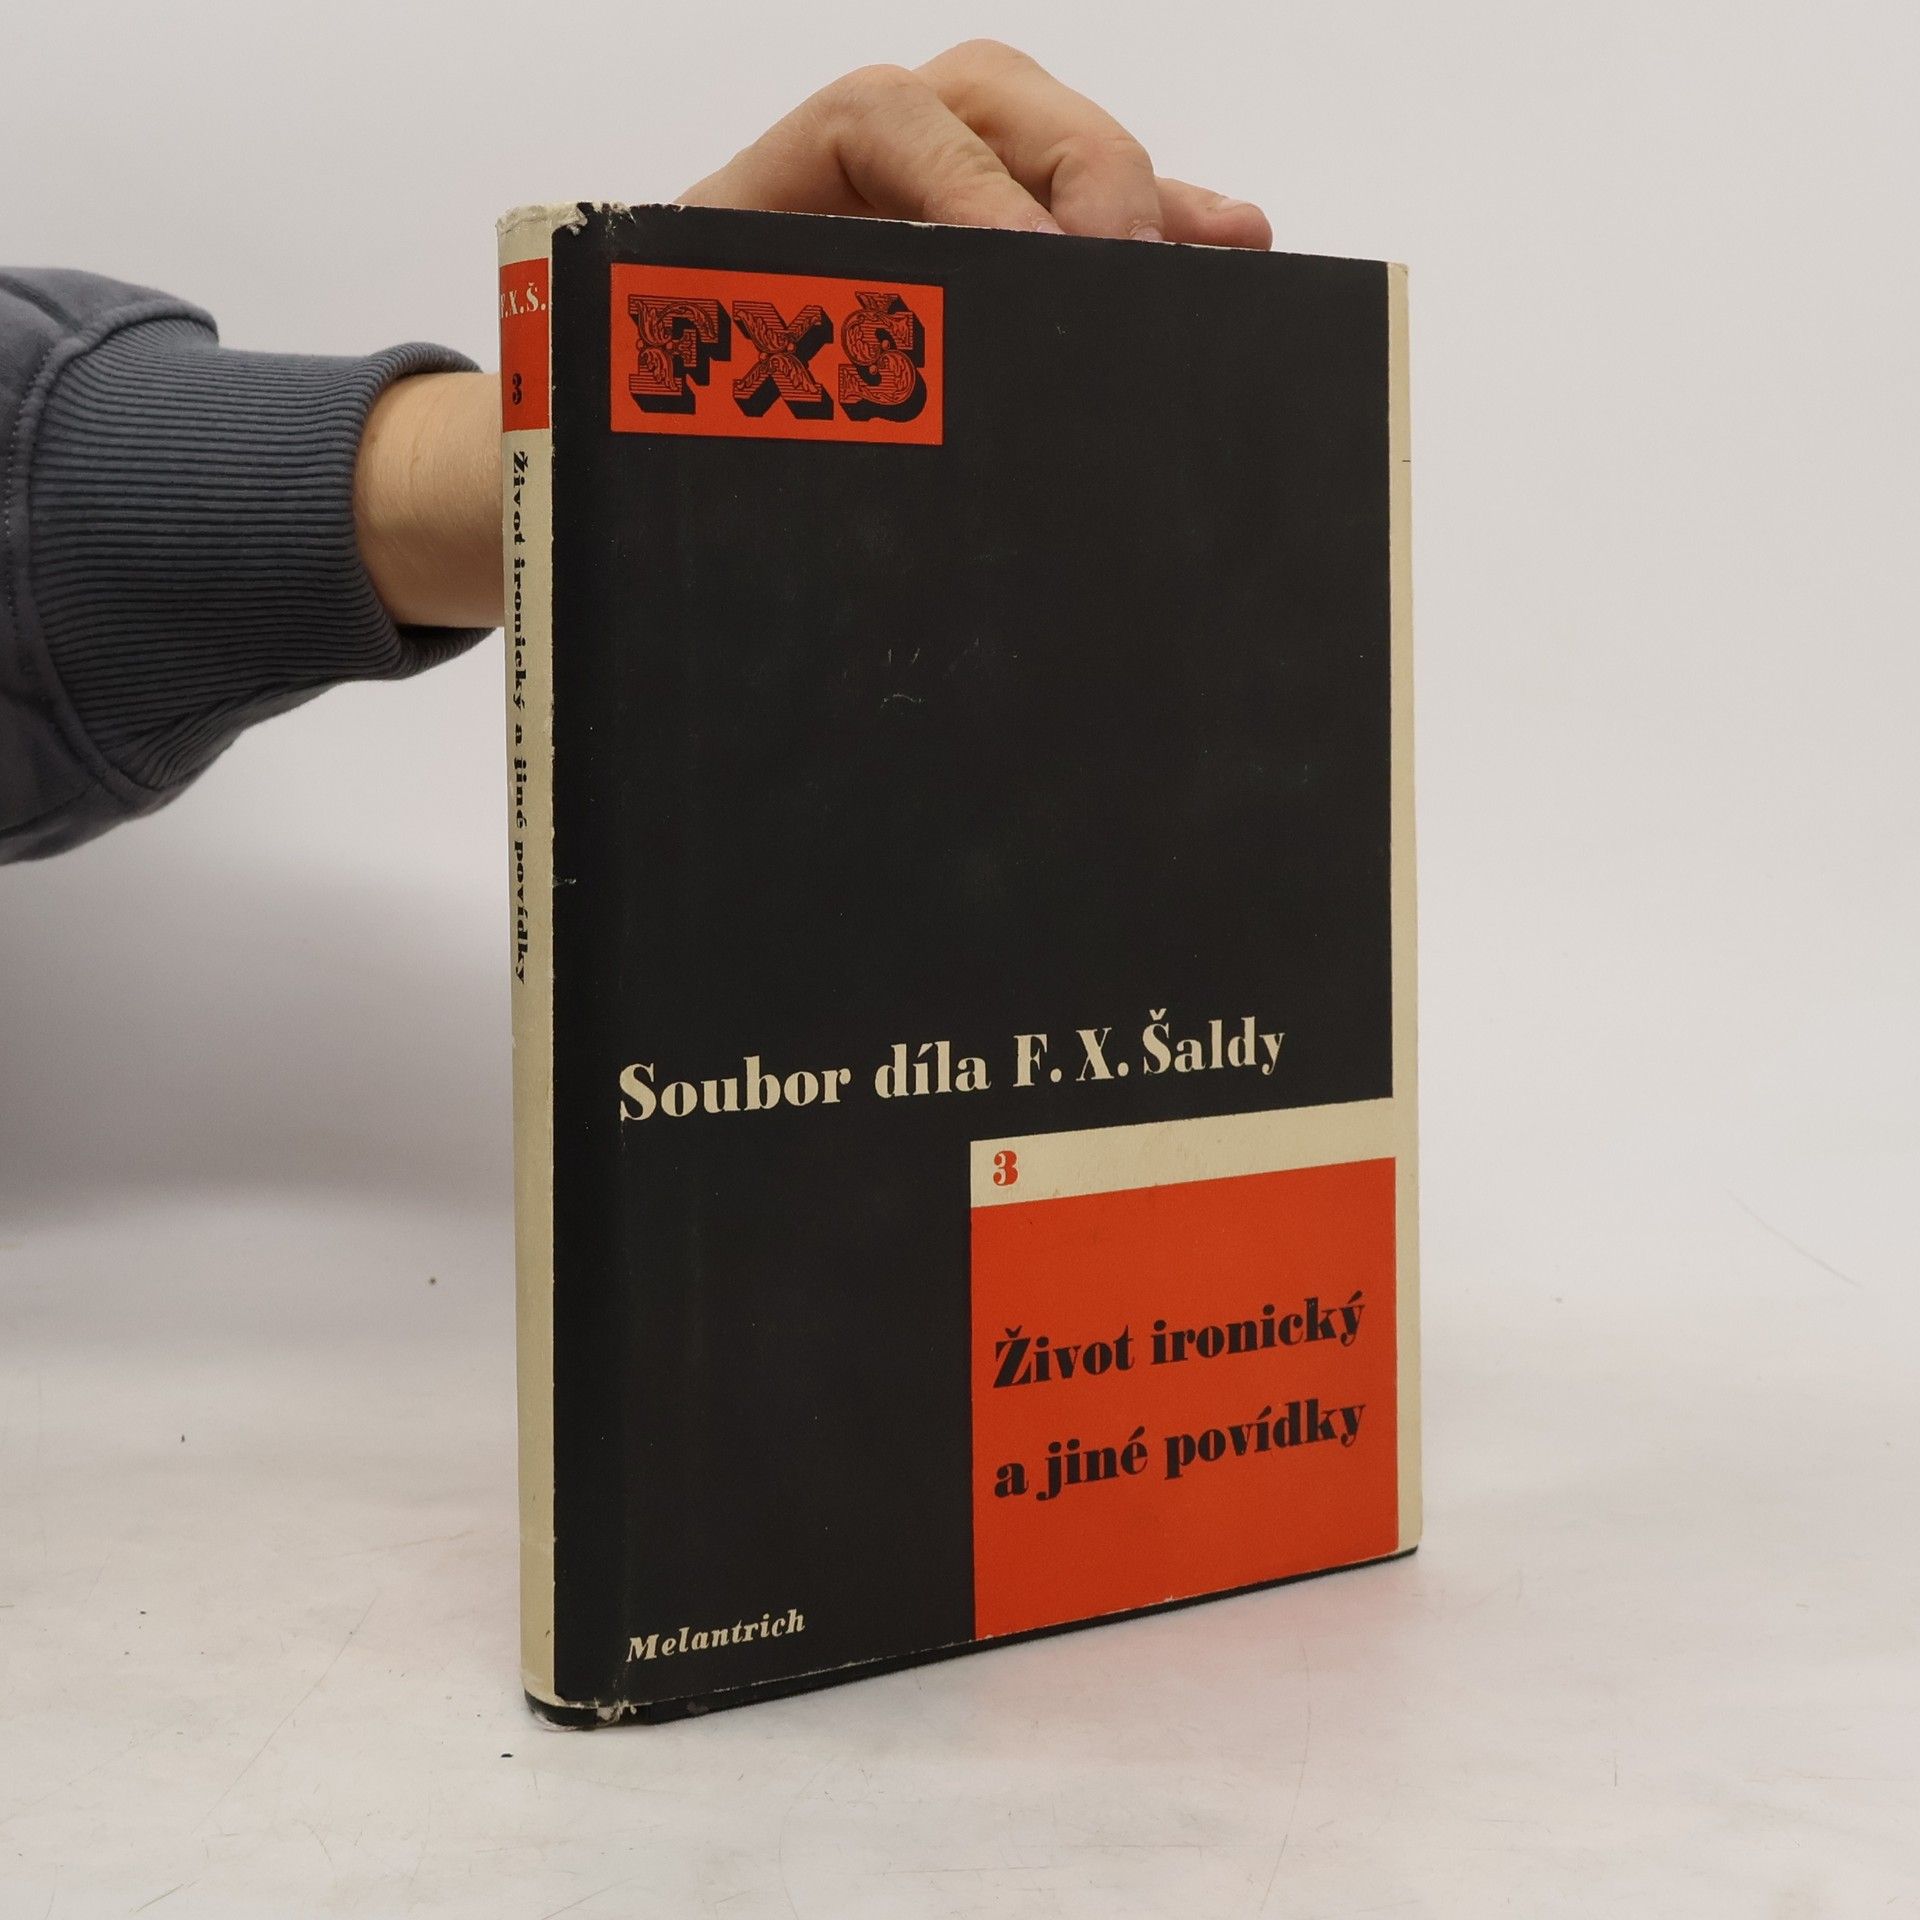 F.X.Š.
3
Život ironický a jiné povídky
FXŠ
Soubor díla F. X. Šaldy
3
Život ironický
a jiné povídky
Melantrich